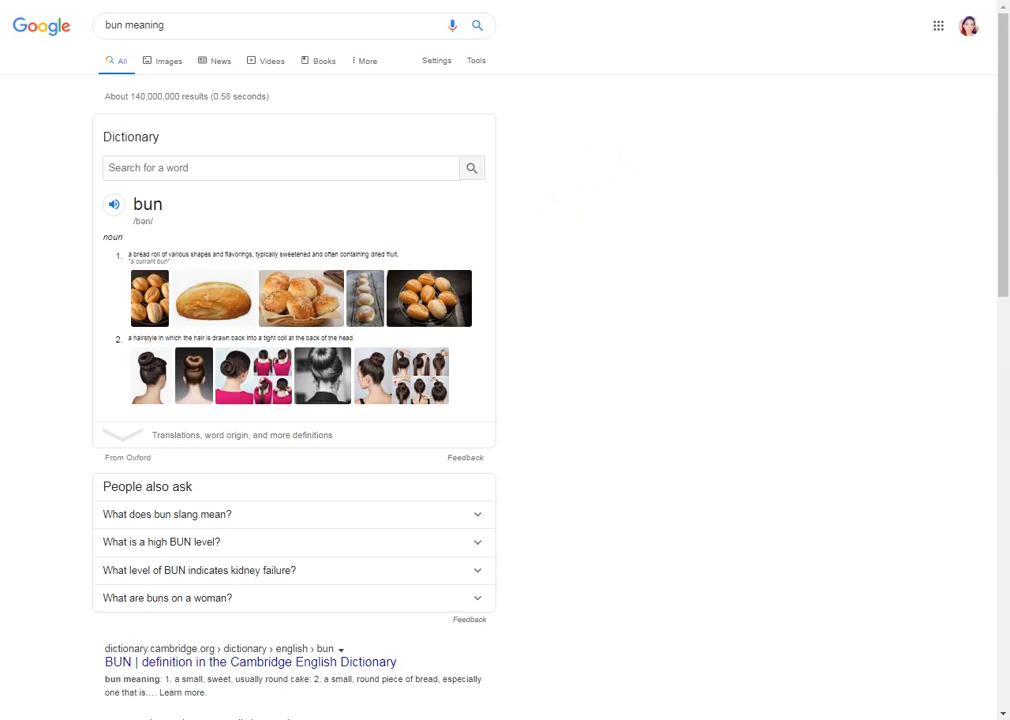 Google
bun meaning
All Images News Videos Books More Settings Tools
About 140,000,000 results (0.58 seconds)
Dictionary
Search for a word
bun
/bən/
noun
1. a bread roll of various shapes and flavorings, typically sweetened and often containing dried fruit.
"a currant bun"
2. a hairstyle in which the hair is drawn back into a tight coil at the back of the head.
Translations, word origin, and more definitions
From Oxford Feedback
People also ask
What does bun slang mean?
What is a high BUN level?
What level of BUN indicates kidney failure?
What are buns on a woman?
Feedback
dictionary.cambridge.org › dictionary › english › bun
BUN | definition in the Cambridge English Dictionary
bun meaning: 1. a small, sweet, usually round cake: 2. a small, round piece of bread, especially
one that is.... Learn more.